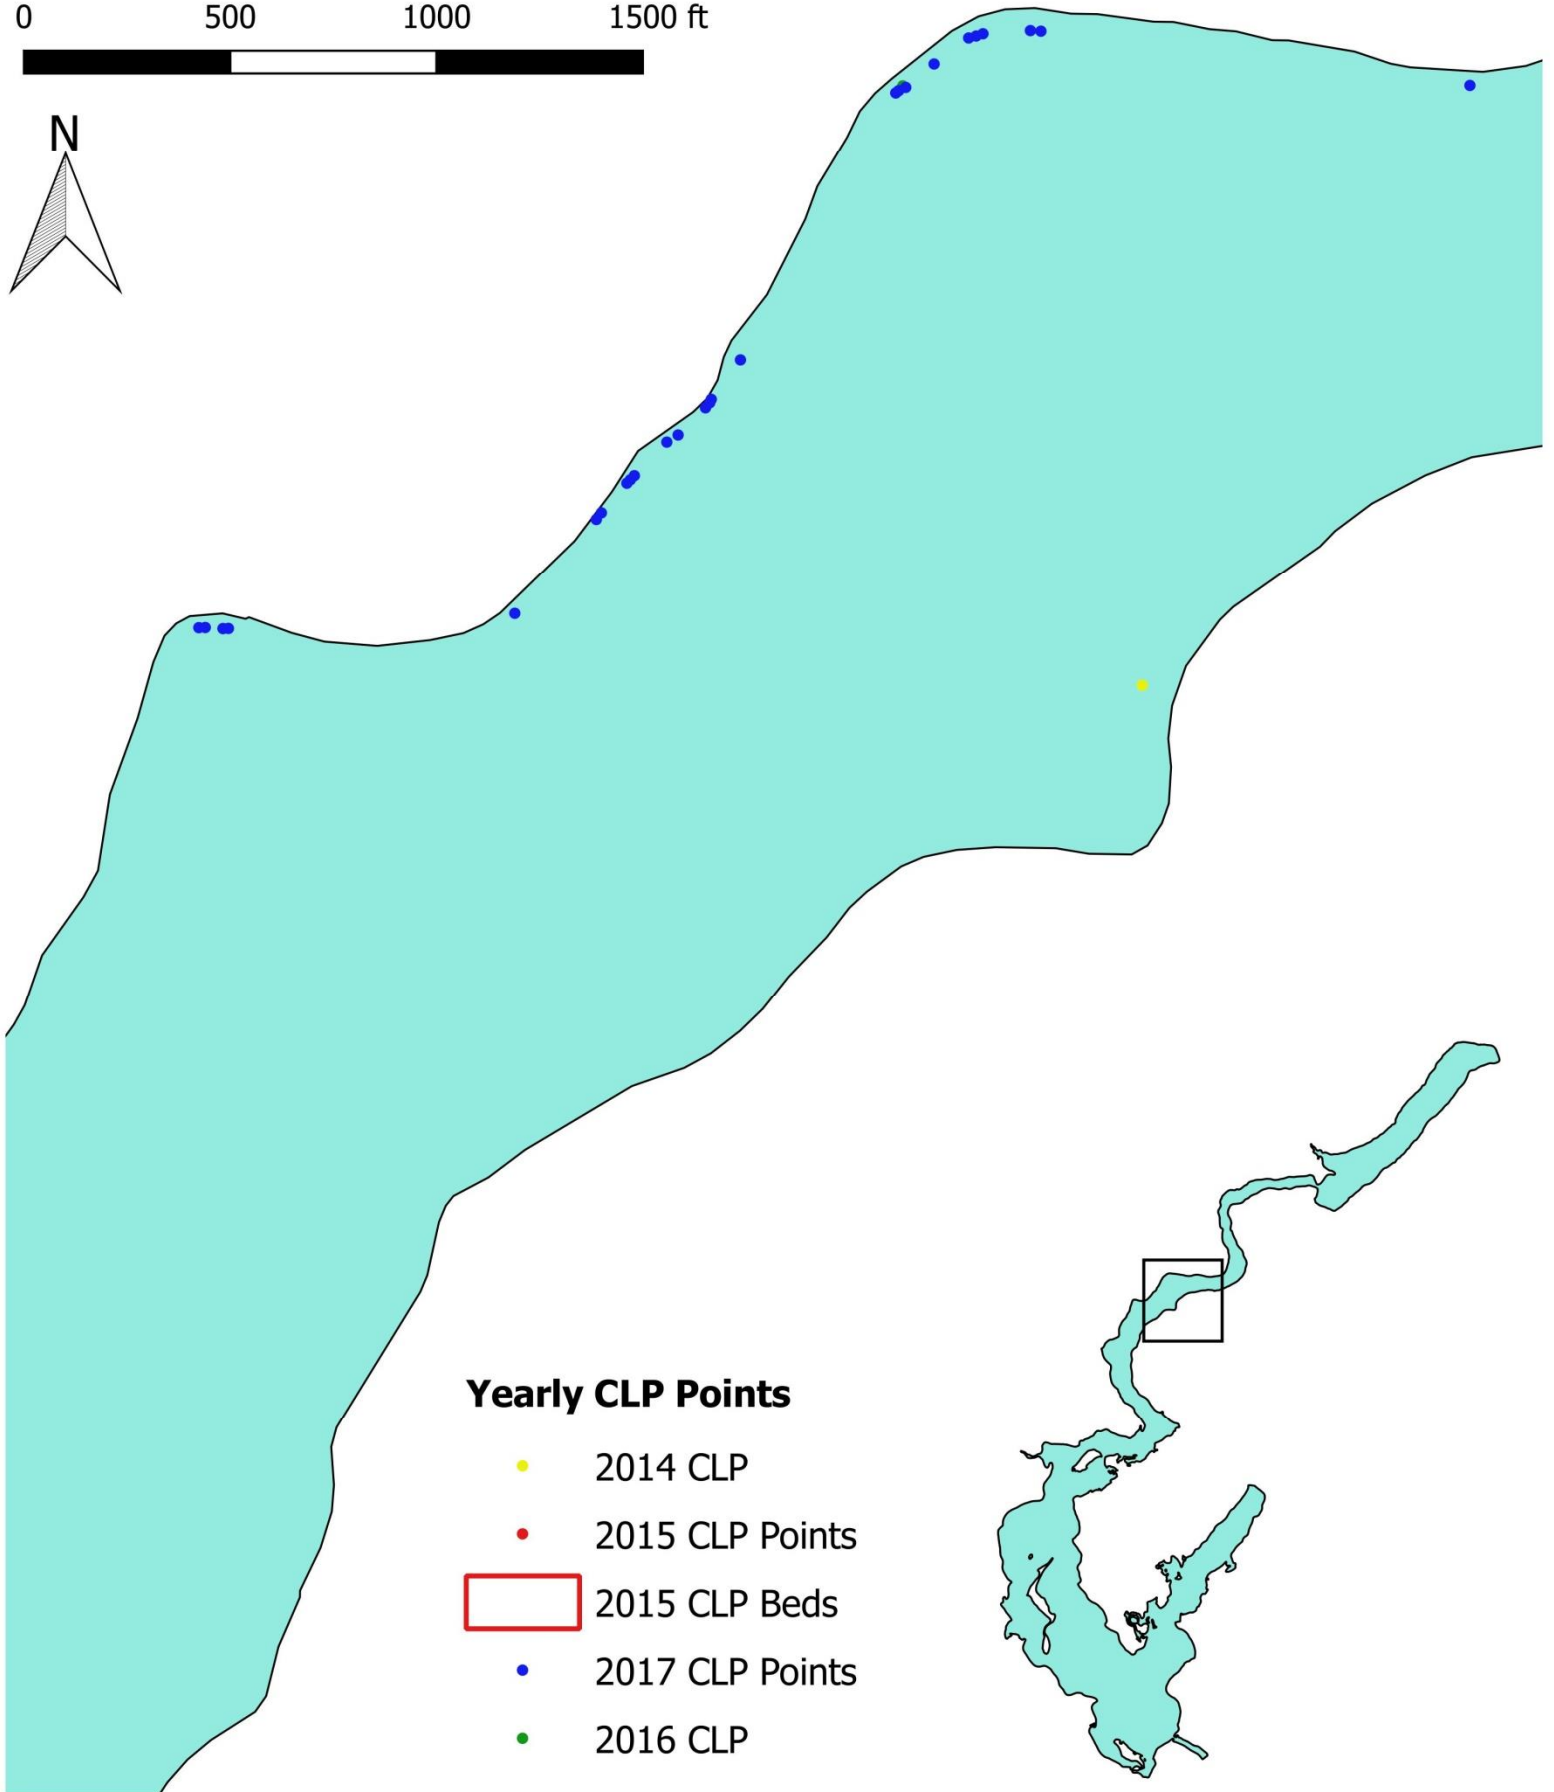 0 500 1000 1500 ft
N
Yearly CLP Points
2014 CLP
2015 CLP Points
2015 CLP Beds
2017 CLP Points
2016 CLP